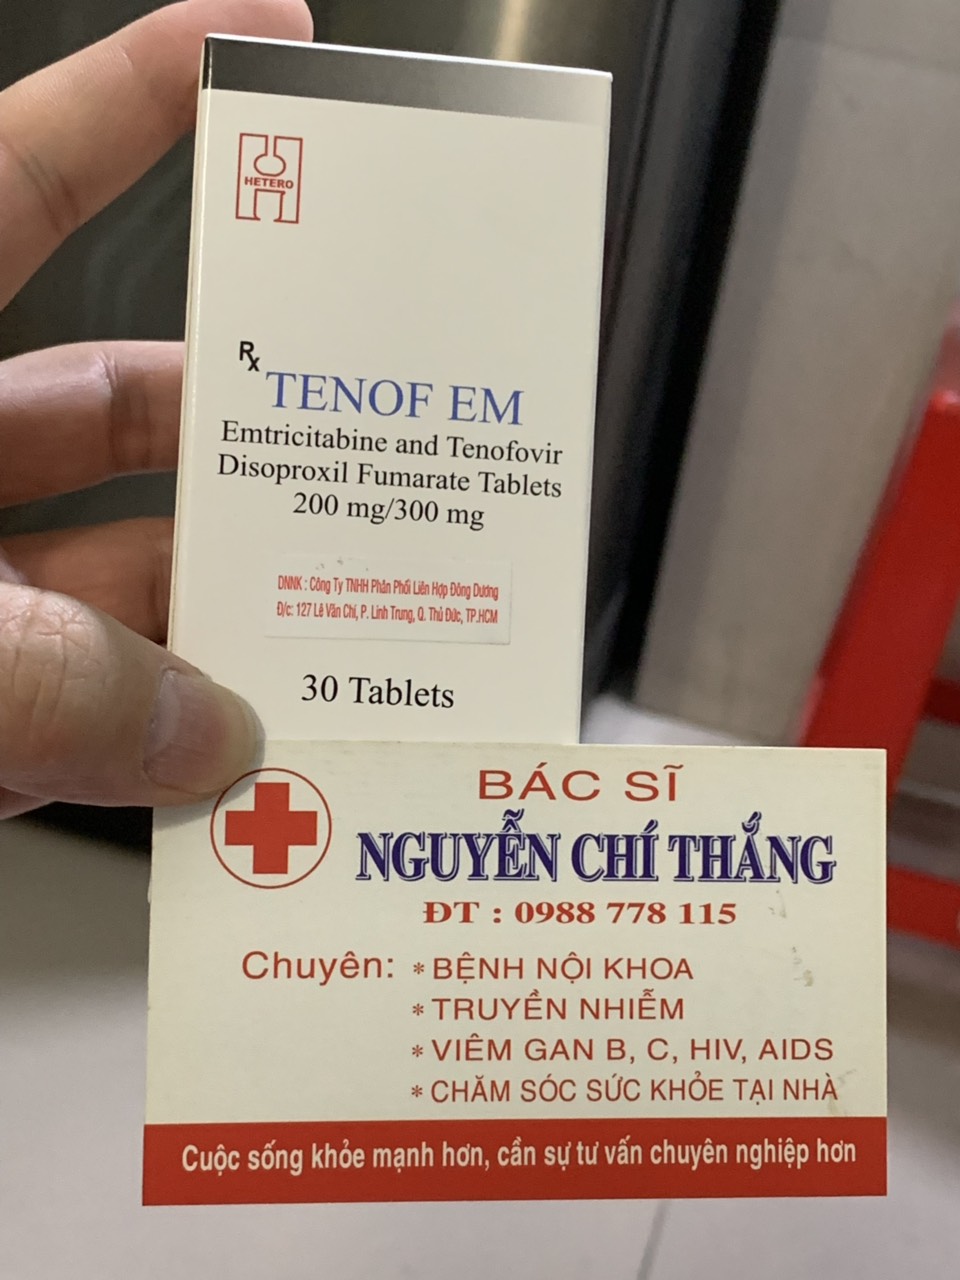 HETERO
Rx
TENOF EM
Emtricitabine and Tenofovir
Disoproxil Fumarate Tablets
200 mg/300 mg
DNNK : Công Ty TNHH Phân Phối Liên Hợp Đông Dương
Đ/c: 127 Lê Văn Chí, P. Linh Trung, Q. Thủ Đức, TP.HCM
30 Tablets
BÁC SĨ
NGUYỄN CHÍ THẮNG
ĐT : 0988 778 115
Chuyên: * BỆNH NỘI KHOA
* TRUYỀN NHIỄM
* VIÊM GAN B, C, HIV, AIDS
* CHĂM SÓC SỨC KHỎE TẠI NHÀ
Cuộc sống khỏe mạnh hơn, cần sự tư vấn chuyên nghiệp hơn